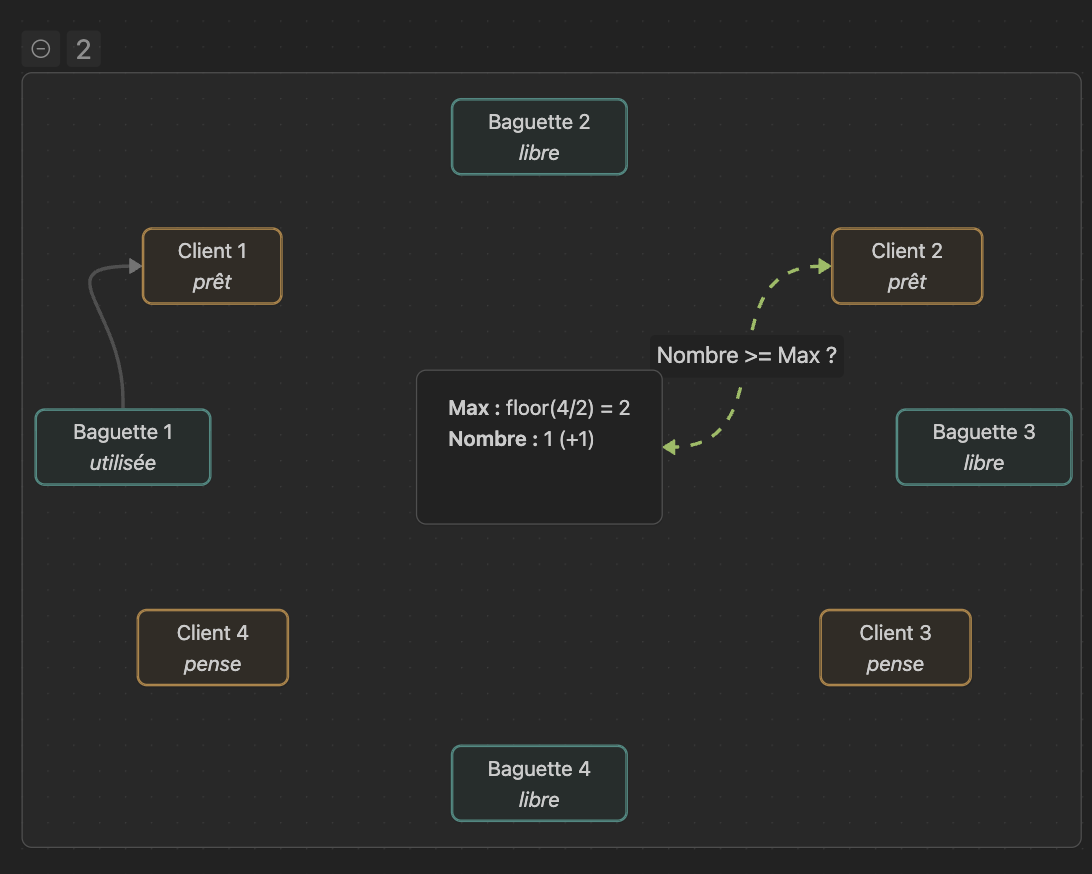 2
Baguette 2
libre
Client 1
prêt
Client 2
prêt
Nombre >= Max ?
Max : floor(4/2) = 2
Nombre : 1 (+1)
Baguette 1
utilisée
Baguette 3
libre
Client 4
pense
Client 3
pense
Baguette 4
libre